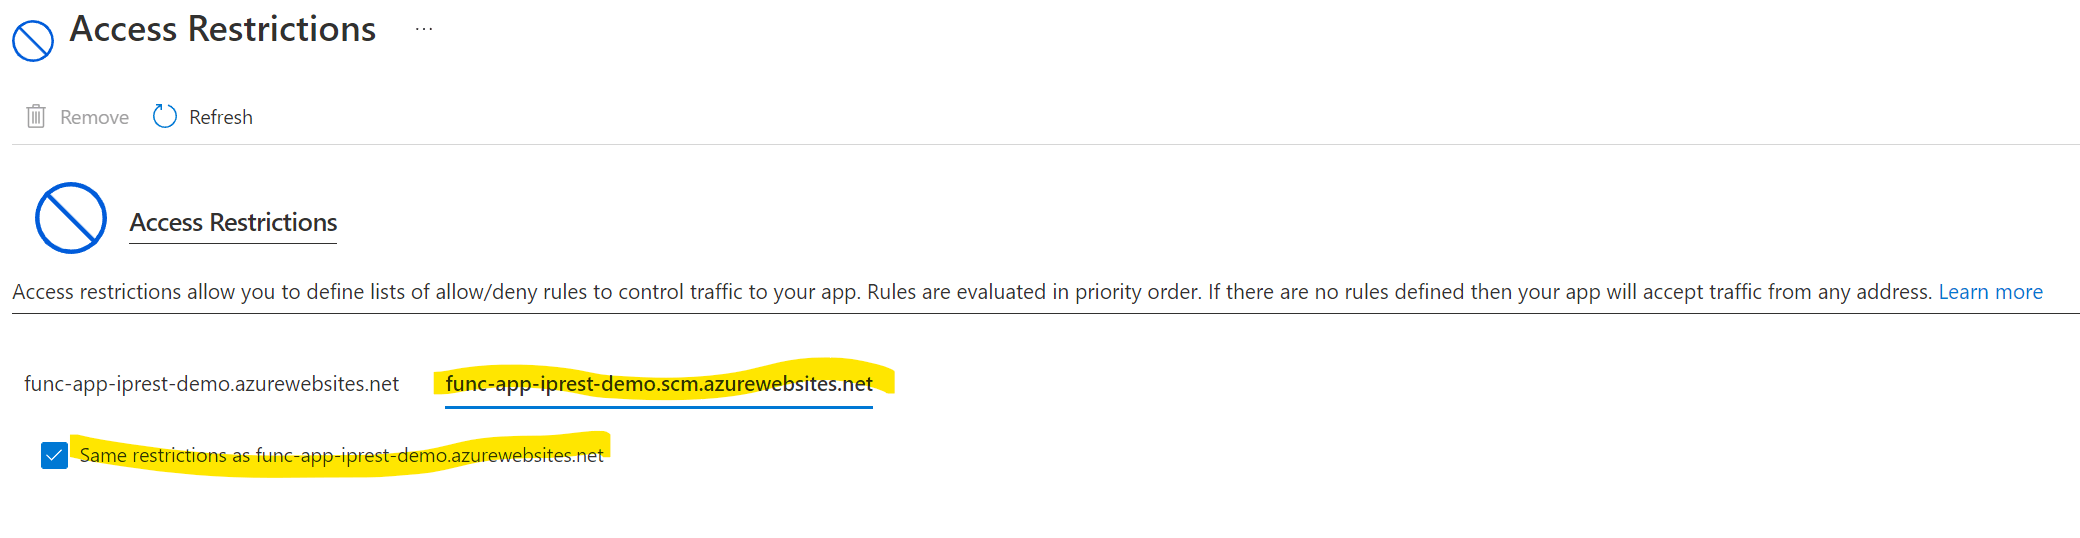 Access Restrictions ...
Remove Refresh
Access Restrictions
Access restrictions allow you to define lists of allow/deny rules to control traffic to your app. Rules are evaluated in priority order. If there are no rules defined then your app will accept traffic from any address. Learn more
func-app-iprest-demo.azurewebsites.net func-app-iprest-demo.scm.azurewebsites.net
Same restrictions as func-app-iprest-demo.azurewebsites.net